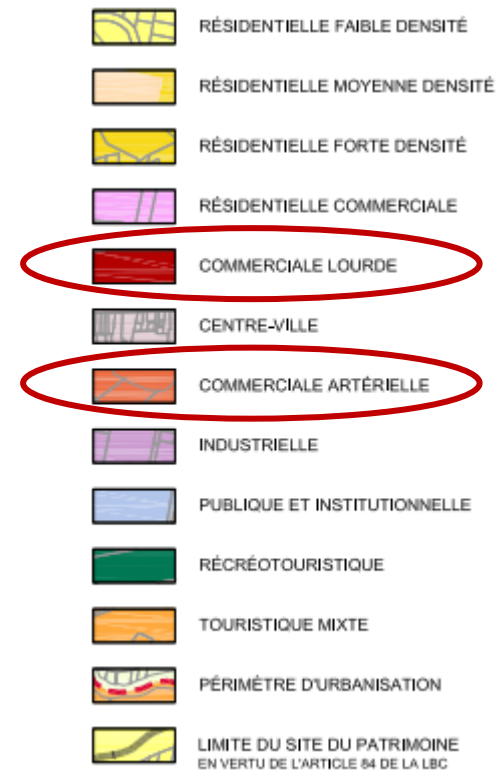 RÉSIDENTIELLE FAIBLE DENSITÉ
RÉSIDENTIELLE MOYENNE DENSITÉ
RÉSIDENTIELLE FORTE DENSITÉ
RÉSIDENTIELLE COMMERCIALE
COMMERCIALE LOURDE
CENTRE-VILLE
COMMERCIALE ARTÉRIELLE
INDUSTRIELLE
PUBLIQUE ET INSTITUTIONNELLE
RÉCRÉOTOURISTIQUE
TOURISTIQUE MIXTE
PÉRIMÈTRE D'URBANISATION
LIMITE DU SITE DU PATRIMOINE
EN VERTU DE L'ARTICLE 84 DE LA LBC